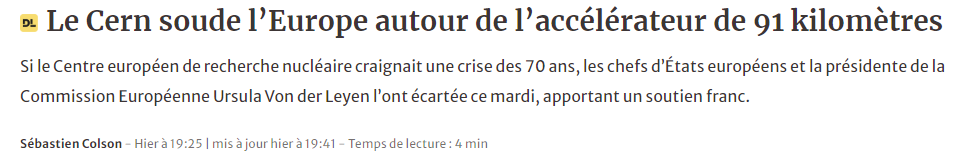 DL Le Cern soude l’Europe autour de l’accélérateur de 91 kilomètres
Si le Centre européen de recherche nucléaire craignait une crise des 70 ans, les chefs d’États européens et la présidente de la
Commission Européenne Ursula Von der Leyen l’ont écartée ce mardi, apportant un soutien franc.
Sébastien Colson - Hier à 19:25 | mis à jour hier à 19:41 - Temps de lecture : 4 min